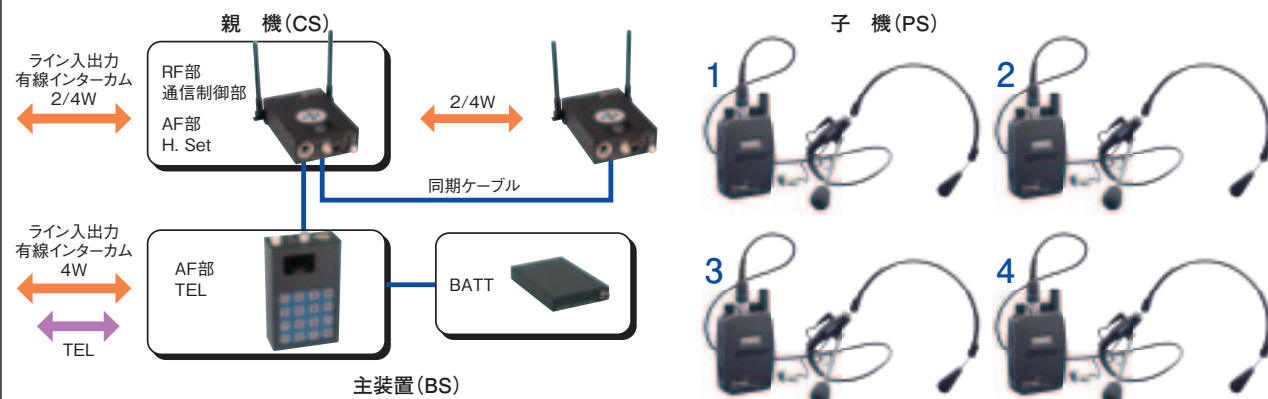 親 機(CS)
ライン入出力
有線インターカム
2/4W
RF部
通信制御部
AF部
H. Set
2/4W
同期ケーブル
ライン入出力
有線インターカム
4W
TEL
AF部
TEL
BATT
主装置(BS)
子 機(PS)
1
2
3
4